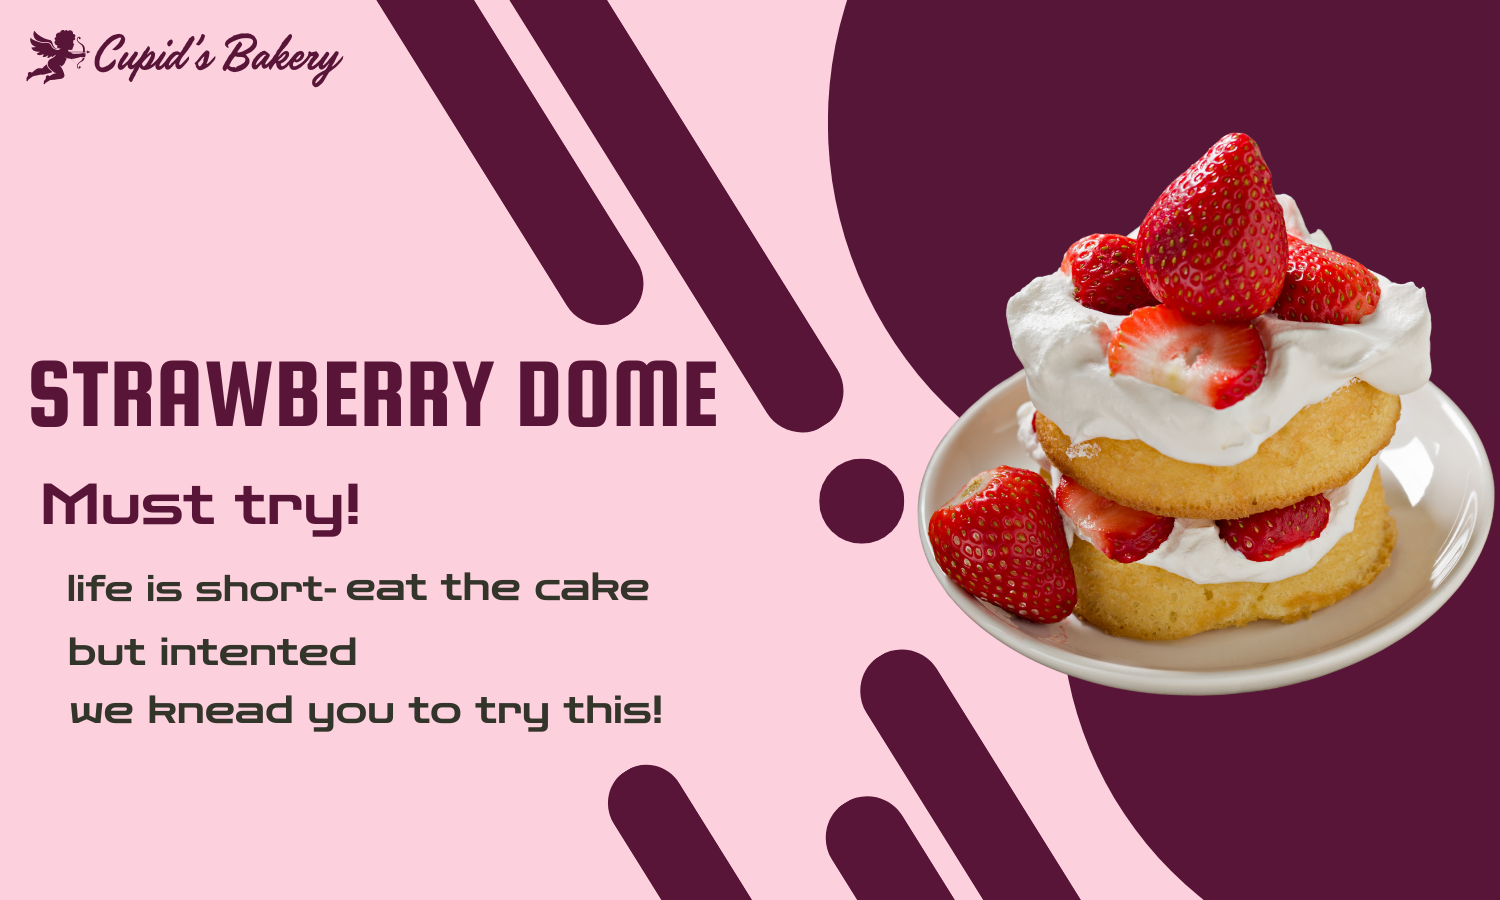 Cupid's Bakery
STRAWBERRY DOME
Must try!
life is short- eat the cake
but intented
we knead you to try this!